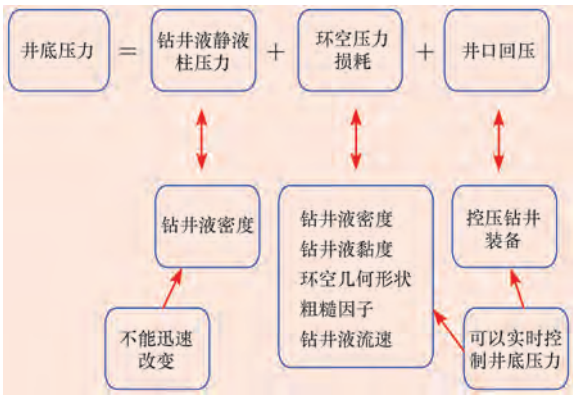 井底压力 = 钻井液静液 + 环空压力 + 井口回压
柱压力
损耗
钻井液密度
钻井液密度
钻井液黏度
环空几何形状
粗糙因子
钻井液流速
控压钻井
装备
不能迅速
改变
可以实时控
制井底压力